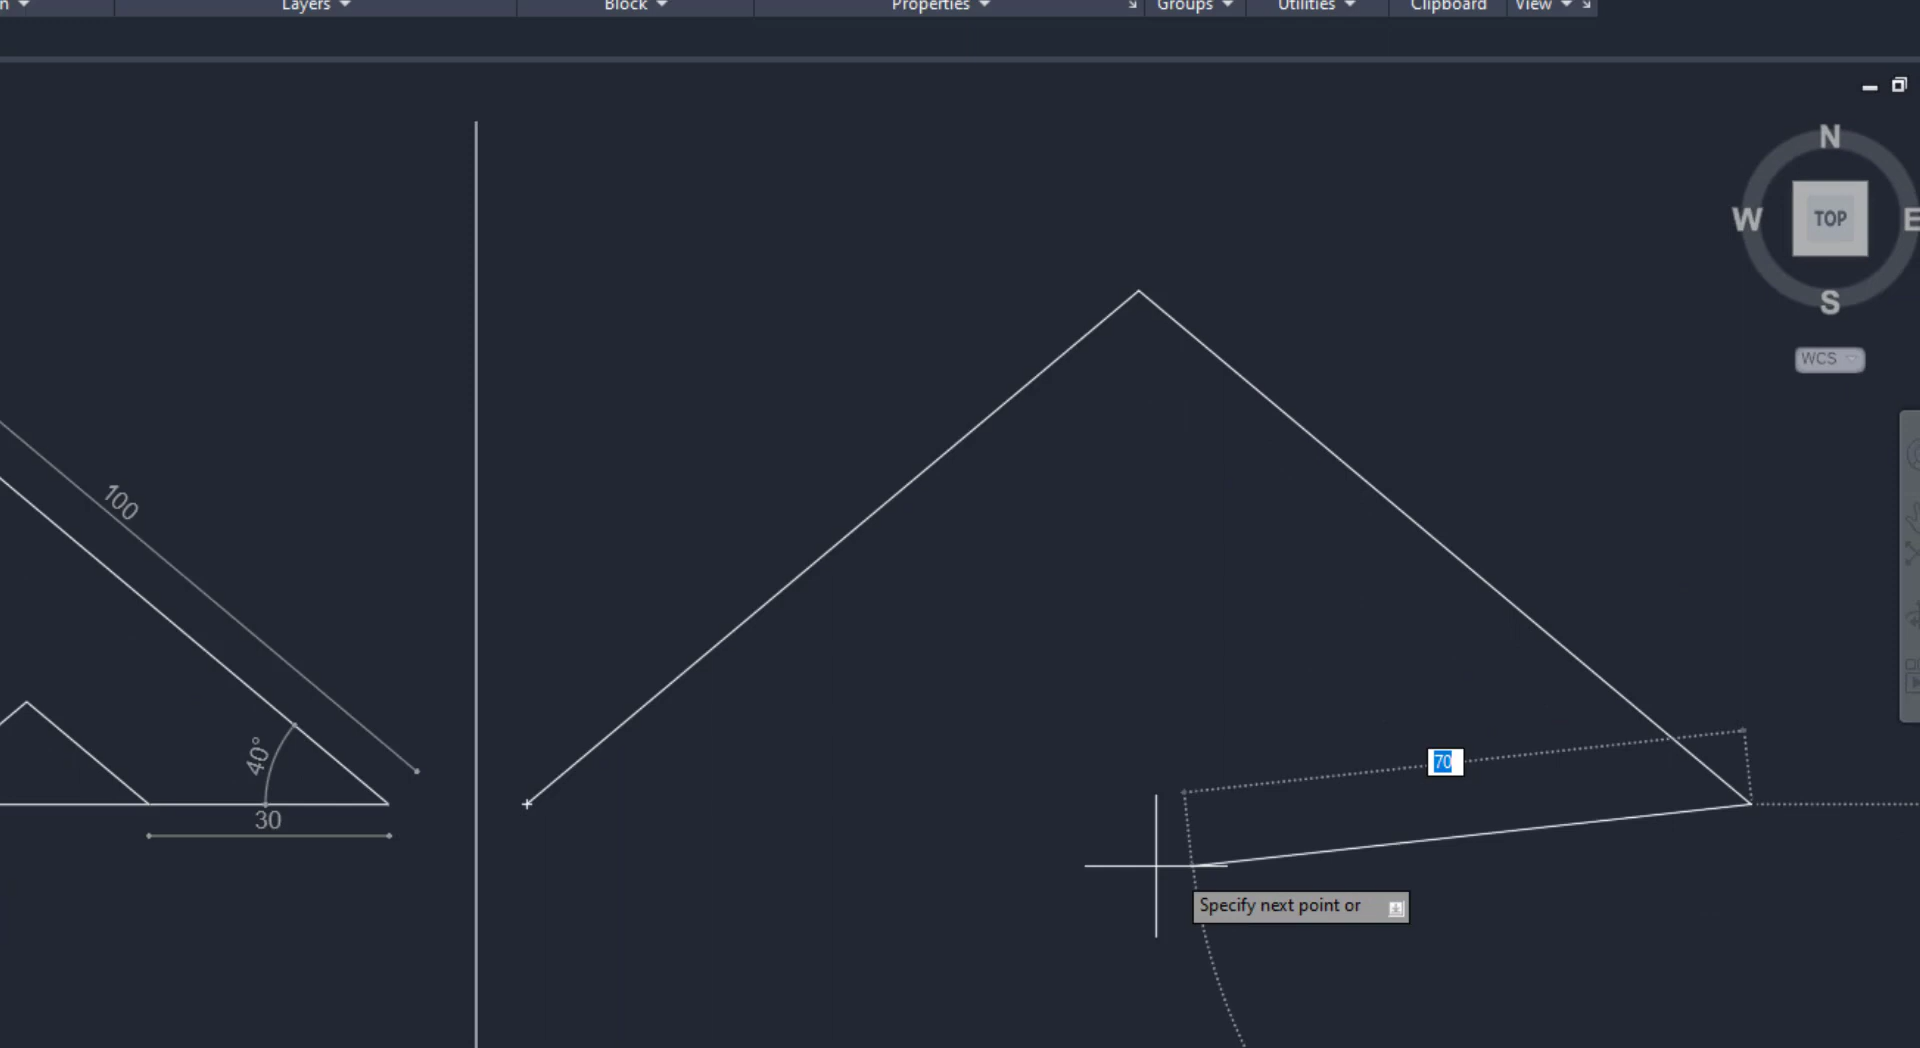 n
Layers
Block
Properties
Groups
Utilities
Clipboard
View
N
W
TOP
E
S
WCS
100
40°
30
70
Specify next point or